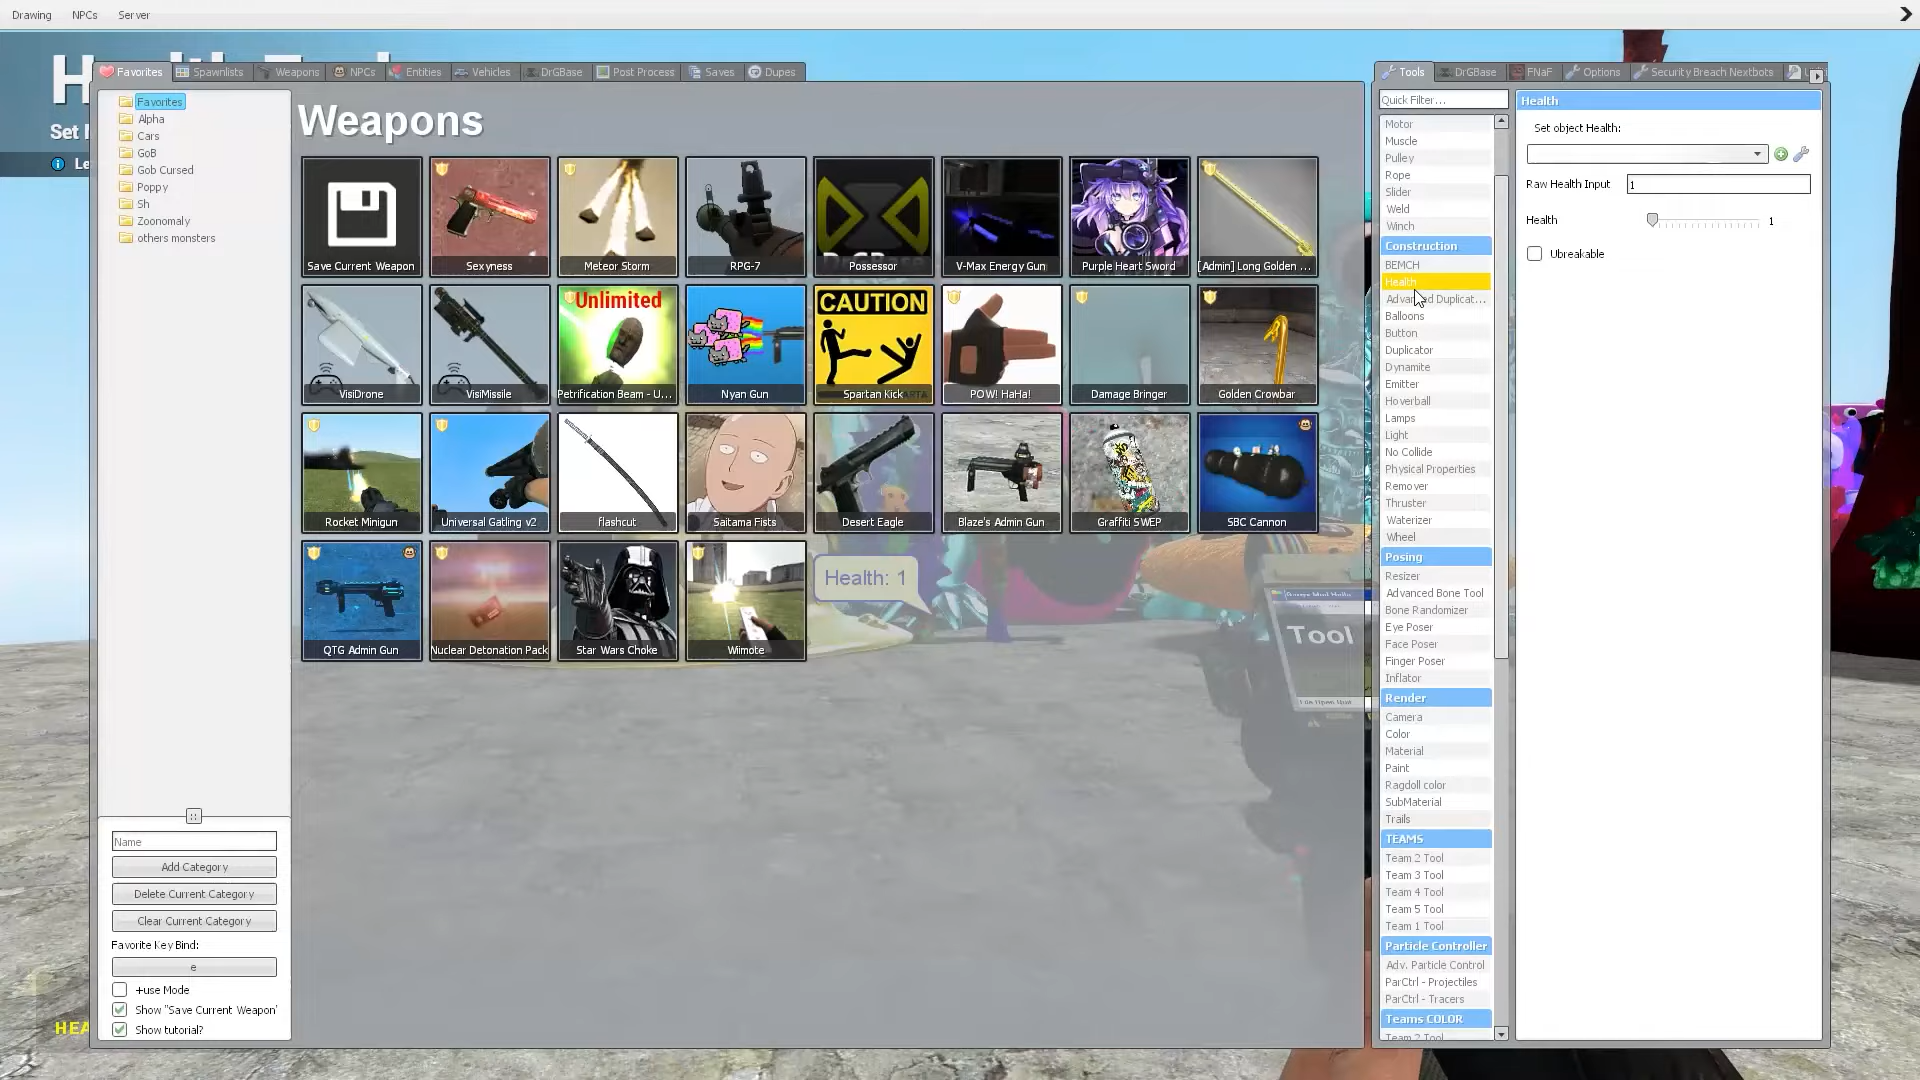 Drawing NPCs Server
Favorites Spawnlists Weapons NPCs Entities Vehicles DrGBase Post Process Saves Dupes
Tools DrGBase FNaF Options Security Breach Nextbots
Set
Le
Favorites
Alpha
Cars
GoB
Gob Cursed
Poppy
Sh
Zoonomaly
others monsters
Weapons
Save Current Weapon
Sexyness
Meteor Storm
RPG-7
Possessor
V-Max Energy Gun
Purple Heart Sword
[Admin] Long Golden ...
VisiDrone
VisiMissile
Unlimited
Petrification Beam - U...
Nyan Gun
CAUTION
Spartan Kick
POW! HaHa!
Damage Bringer
Golden Crowbar
Rocket Minigun
Universal Gatling v2
flashcut
Saitama Fists
Desert Eagle
Blaze's Admin Gun
Graffiti SWEP
SBC Cannon
QTG Admin Gun
Nuclear Detonation Pack
Star Wars Choke
Wiimote
Health: 1
Tool
Name
Add Category
Delete Current Category
Clear Current Category
Favorite Key Bind:
e
+use Mode
Show "Save Current Weapon"
Show tutorial?
HEA
Quick Filter...
Motor
Muscle
Pulley
Rope
Slider
Weld
Winch
Construction
BEMCH
Health
Advanced Duplicat...
Balloons
Button
Duplicator
Dynamite
Emitter
Hoverball
Lamps
Light
No Collide
Physical Properties
Remover
Thruster
Waterizer
Wheel
Posing
Resizer
Advanced Bone Tool
Bone Randomizer
Eye Poser
Face Poser
Finger Poser
Inflator
Render
Camera
Color
Material
Paint
Ragdoll color
SubMaterial
Trails
TEAMS
Team 2 Tool
Team 3 Tool
Team 4 Tool
Team 5 Tool
Team 1 Tool
Particle Controller
Adv. Particle Control
ParCtrl - Projectiles
ParCtrl - Tracers
Teams COLOR
Team 2 Tool
Health
Set object Health:
Raw Health Input 1
Health 1
Ubreakable